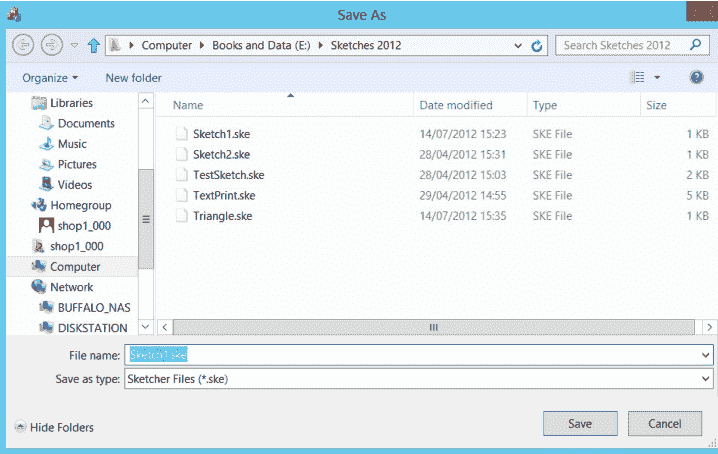 Save As
Computer Books and Data (E:) Sketches 2012 Search Sketches 2012
Organize New folder
Libraries
Documents
Music
Pictures
Videos
Homegroup
shop1_000
shop1_000
Computer
Network
BUFFALO_NAS
DISKSTATION
Name Date modified Type Size
Sketch1.ske 14/07/2012 15:23 SKE File 1 KB
Sketch2.ske 28/04/2012 15:31 SKE File 1 KB
TestSketch.ske 28/04/2012 15:03 SKE File 2 KB
TextPrint.ske 29/04/2012 14:55 SKE File 5 KB
Triangle.ske 14/07/2012 15:35 SKE File 1 KB
File name: Sketch1.ske
Save as type: Sketcher Files (*.ske)
Hide Folders Save Cancel